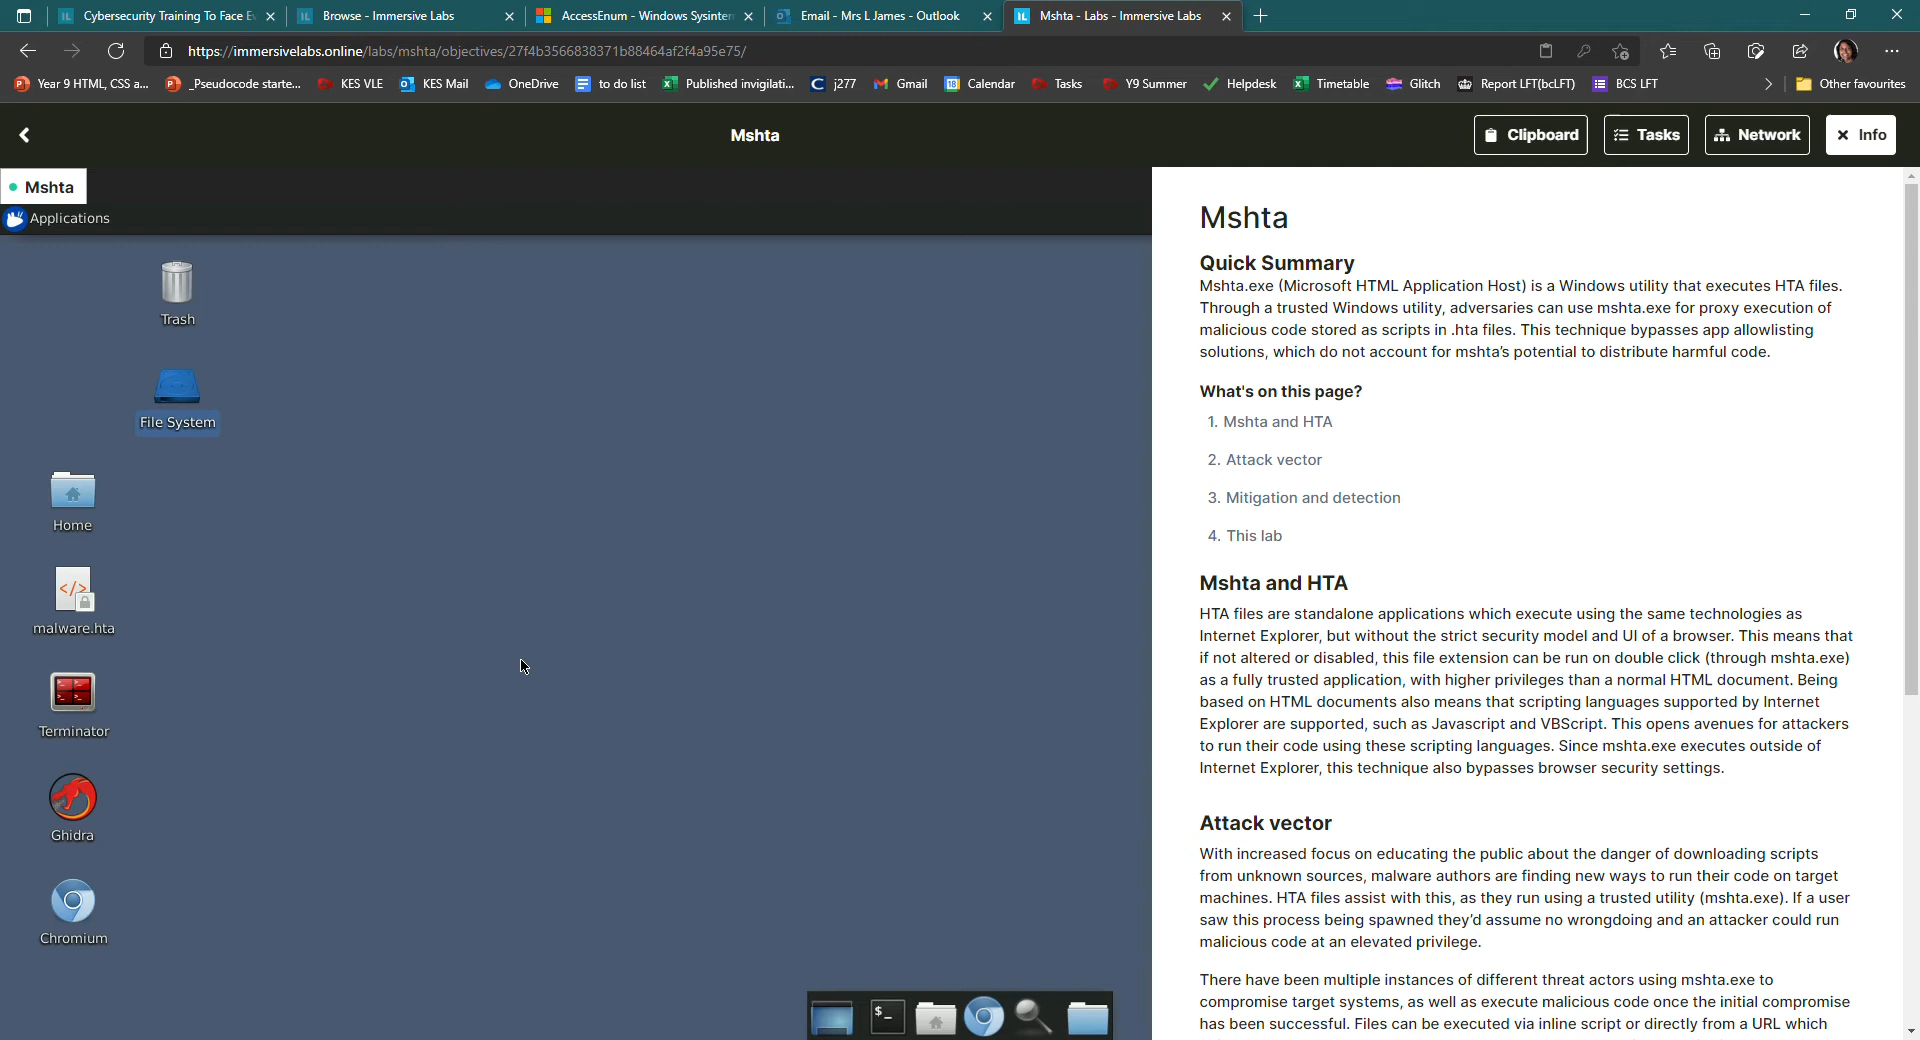 Cybersecurity Training To Face E
Browse - Immersive Labs
AccessEnum - Windows Sysinter
Email - Mrs L James - Outlook
Mshta - Labs - Immersive Labs
https://immersivelabs.online/labs/mshta/objectives/27f4b3566838371b88464af2f4a95e75/
Year 9 HTML, CSS a...
_Pseudocode starte...
KES VLE
KES Mail
OneDrive
to do list
Published invigilati...
j277
Gmail
Calendar
Tasks
Y9 Summer
Helpdesk
Timetable
Glitch
Report LFT(bcLFT)
BCS LFT
Other favourites
Mshta
Clipboard
Tasks
Network
Info
Mshta
Applications
Trash
File System
Home
malware.hta
Terminator
Ghidra
Chromium
Mshta
Quick Summary
Mshta.exe (Microsoft HTML Application Host) is a Windows utility that executes HTA files.
Through a trusted Windows utility, adversaries can use mshta.exe for proxy execution of
malicious code stored as scripts in .hta files. This technique bypasses app allowlisting
solutions, which do not account for mshta's potential to distribute harmful code.
What's on this page?
1. Mshta and HTA
2. Attack vector
3. Mitigation and detection
4. This lab
Mshta and HTA
HTA files are standalone applications which execute using the same technologies as
Internet Explorer, but without the strict security model and UI of a browser. This means that
if not altered or disabled, this file extension can be run on double click (through mshta.exe)
as a fully trusted application, with higher privileges than a normal HTML document. Being
based on HTML documents also means that scripting languages supported by Internet
Explorer are supported, such as Javascript and VBScript. This opens avenues for attackers
to run their code using these scripting languages. Since mshta.exe executes outside of
Internet Explorer, this technique also bypasses browser security settings.
Attack vector
With increased focus on educating the public about the danger of downloading scripts
from unknown sources, malware authors are finding new ways to run their code on target
machines. HTA files assist with this, as they run using a trusted utility (mshta.exe). If a user
saw this process being spawned they'd assume no wrongdoing and an attacker could run
malicious code at an elevated privilege.
There have been multiple instances of different threat actors using mshta.exe to
compromise target systems, as well as execute malicious code once the initial compromise
has been successful. Files can be executed via inline script or directly from a URL which